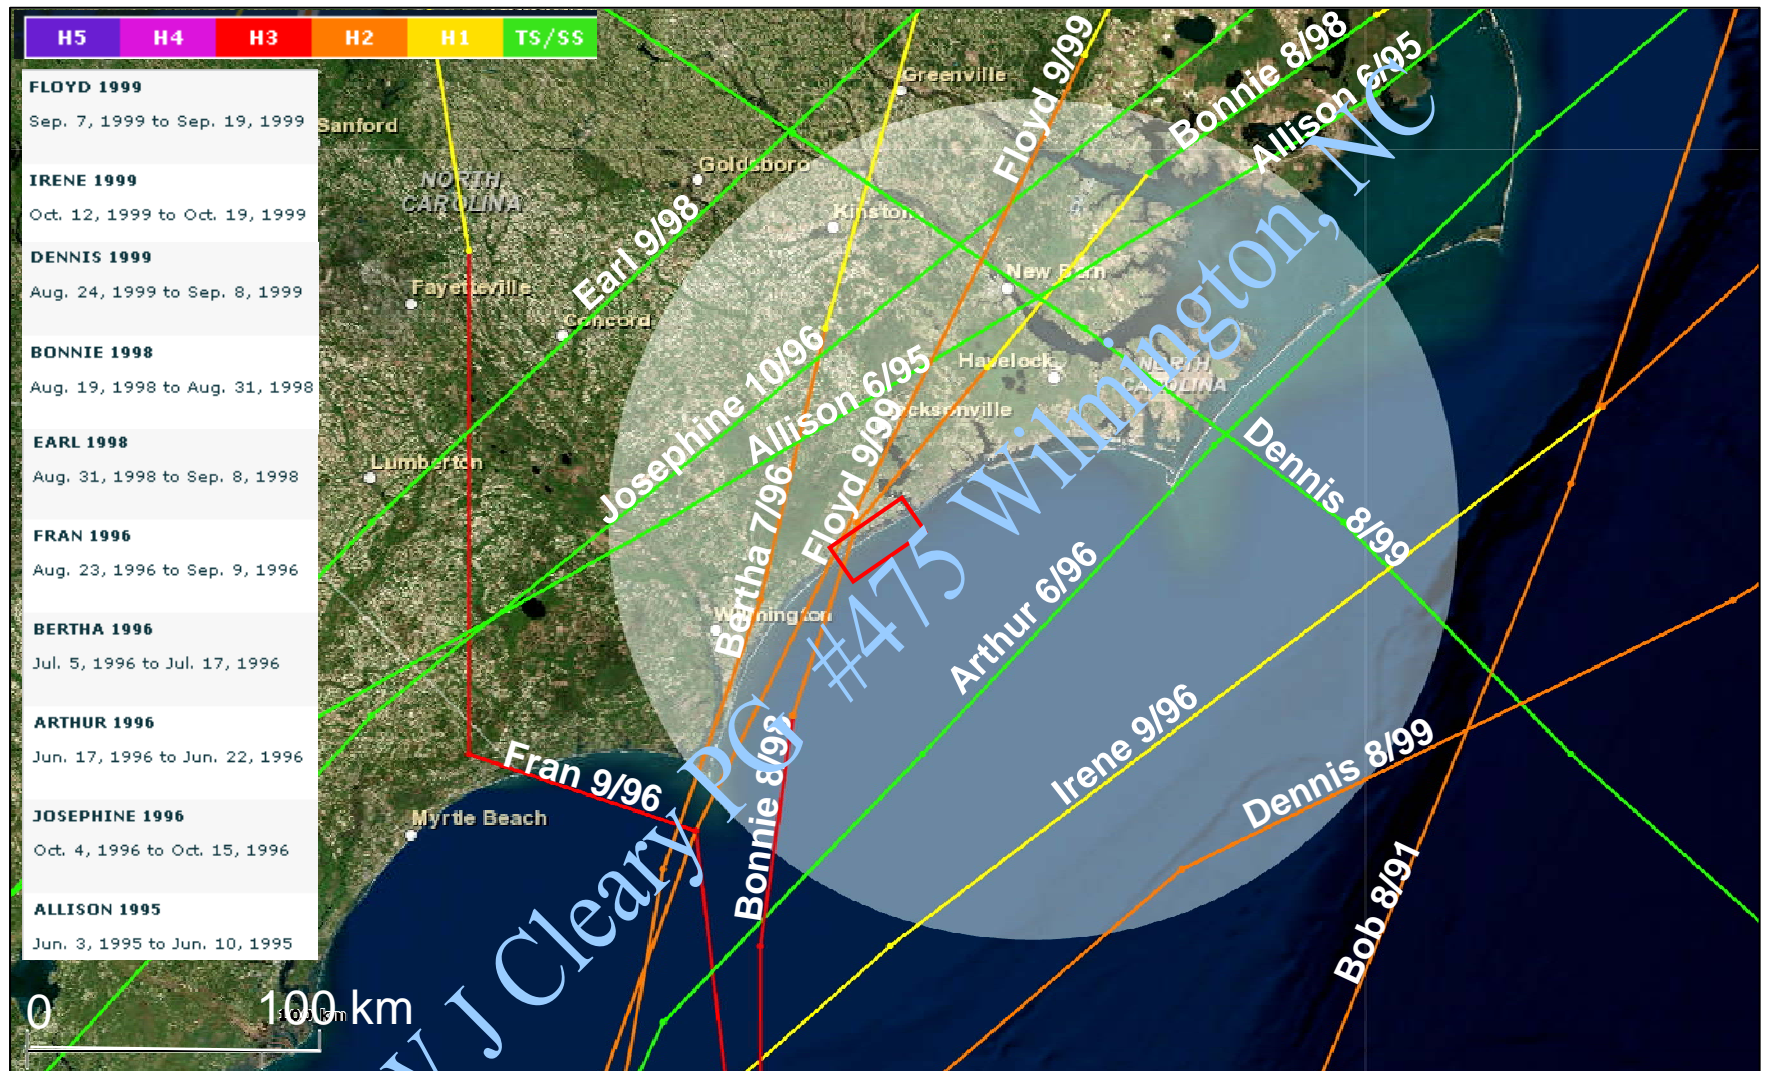 H5 H4 H3 H2 H1 TS/SS
FLOYD 1999
Sep. 7, 1999 to Sep. 19, 1999
IRENE 1999
Oct. 12, 1999 to Oct. 19, 1999
DENNIS 1999
Aug. 24, 1999 to Sep. 8, 1999
BONNIE 1998
Aug. 19, 1998 to Aug. 31, 1998
EARL 1998
Aug. 31, 1998 to Sep. 8, 1998
FRAN 1996
Aug. 23, 1996 to Sep. 9, 1996
BERTHA 1996
Jul. 5, 1996 to Jul. 17, 1996
ARTHUR 1996
Jun. 17, 1996 to Jun. 22, 1996
JOSEPHINE 1996
Oct. 4, 1996 to Oct. 15, 1996
ALLISON 1995
Jun. 3, 1995 to Jun. 10, 1995
0 100 km
100 km
Sanford
Greenville
Goldsboro
NORTH
CAROLINA
Kinston
Fayetteville
Concord
New Bern
Havelock
NORTH
CAROLINA
Jacksonville
Lumberton
Wilmington
Myrtle Beach
Floyd 9/99
Bonnie 8/98
Allison 6/95
Earl 9/98
Josephine 10/96
Allison 6/95
Bertha 7/96
Floyd 9/99
Dennis 8/99
Arthur 6/96
Irene 9/96
Dennis 8/99
Fran 9/96
Bonnie 8/98
Bob 8/91
J Cleary PG #475 Wilmington, NC